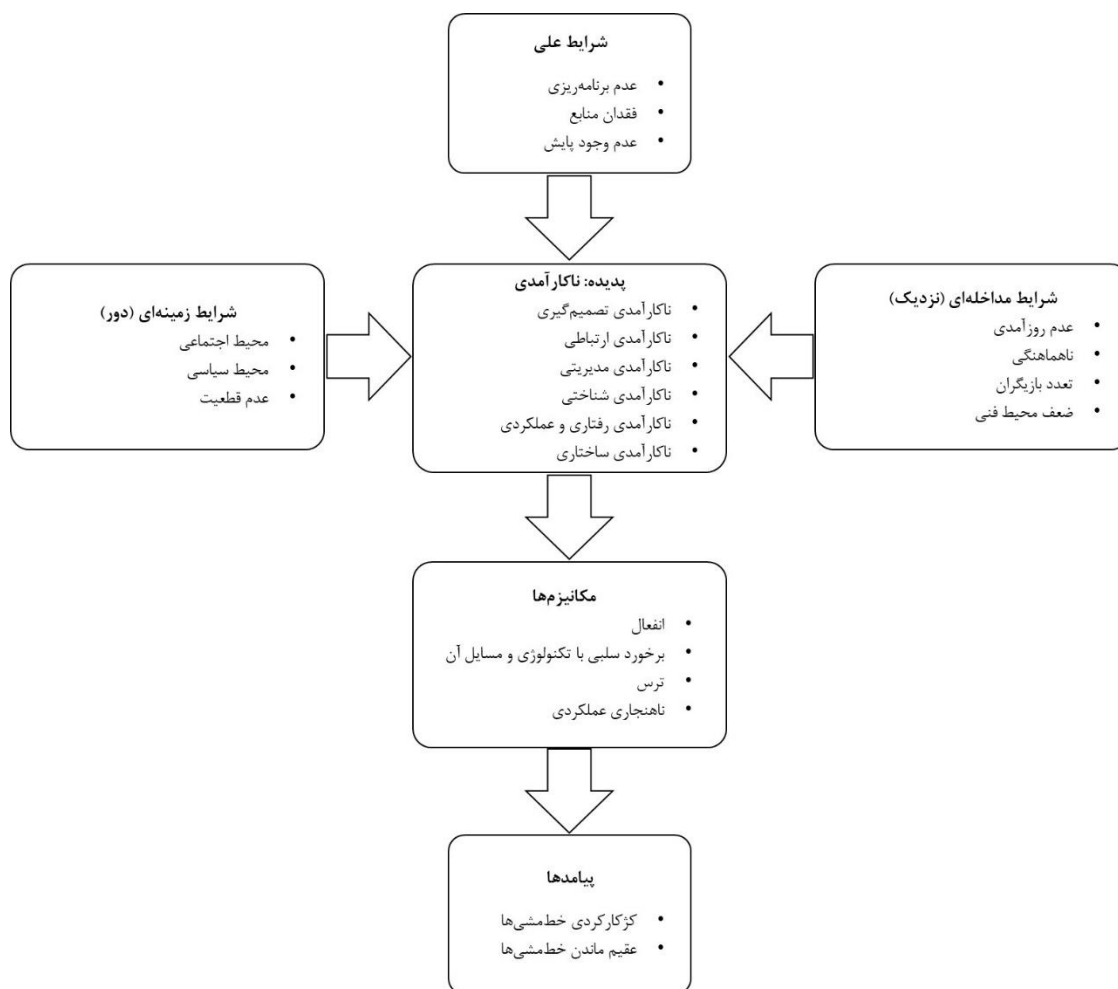 شرایط علی
• عدم برنامه‌ریزی
• فقدان منابع
• عدم وجود پایش
شرایط مداخله‌ای (نزدیک)
• عدم روزآمدی
• ناهماهنگی
• تعدد بازیگران
• ضعف محیط فنی
پدیده: ناکارآمدی
• ناکارآمدی تصمیم‌گیری
• ناکارآمدی ارتباطی
• ناکارآمدی مدیریتی
• ناکارآمدی شناختی
• ناکارآمدی رفتاری و عملکردی
• ناکارآمدی ساختاری
شرایط زمینه‌ای (دور)
• محیط اجتماعی
• محیط سیاسی
• عدم قطعیت
مکانیزم‌ها
• انفعال
• برخورد سلبی با تکنولوژی و مسایل آن
• ترس
• ناهنجاری عملکردی
پیامدها
• کژکارکردی خط‌مشی‌ها
• عقیم ماندن خط‌مشی‌ها